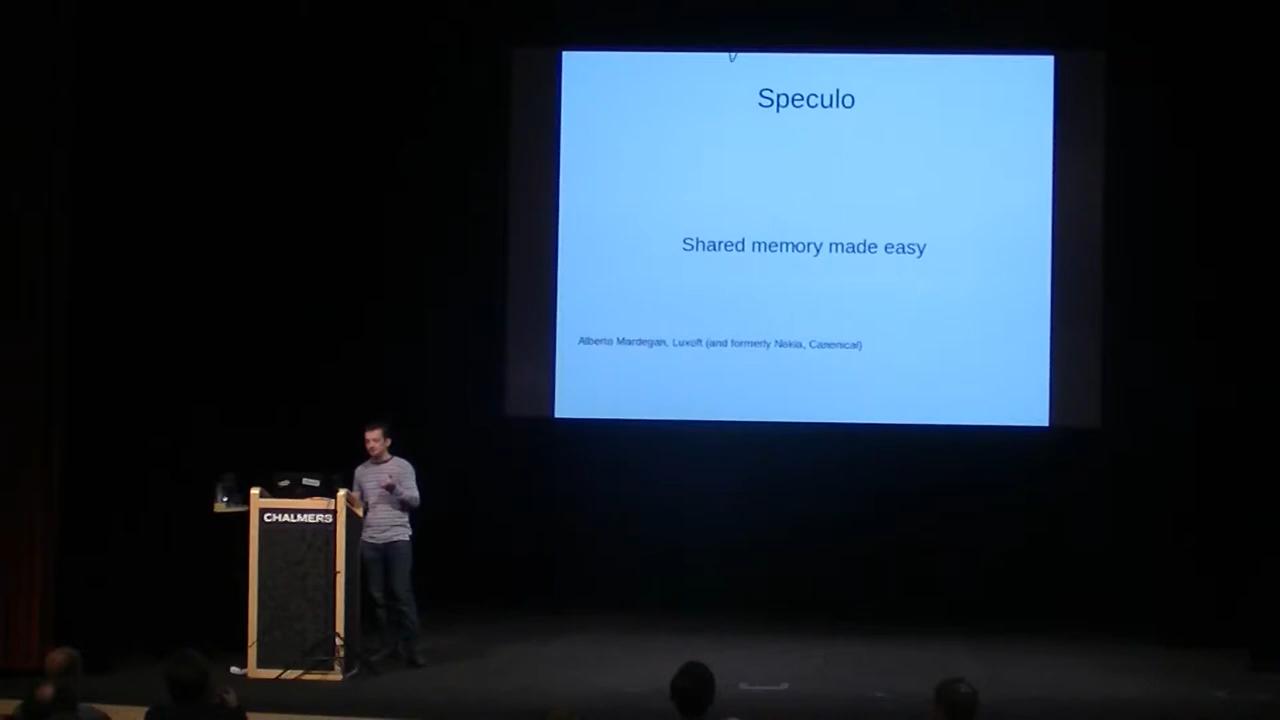 Speculo
Shared memory made easy
Alberto Mardegan, Luxoft (and formerly Nokia, Canonical)
CHALMERS